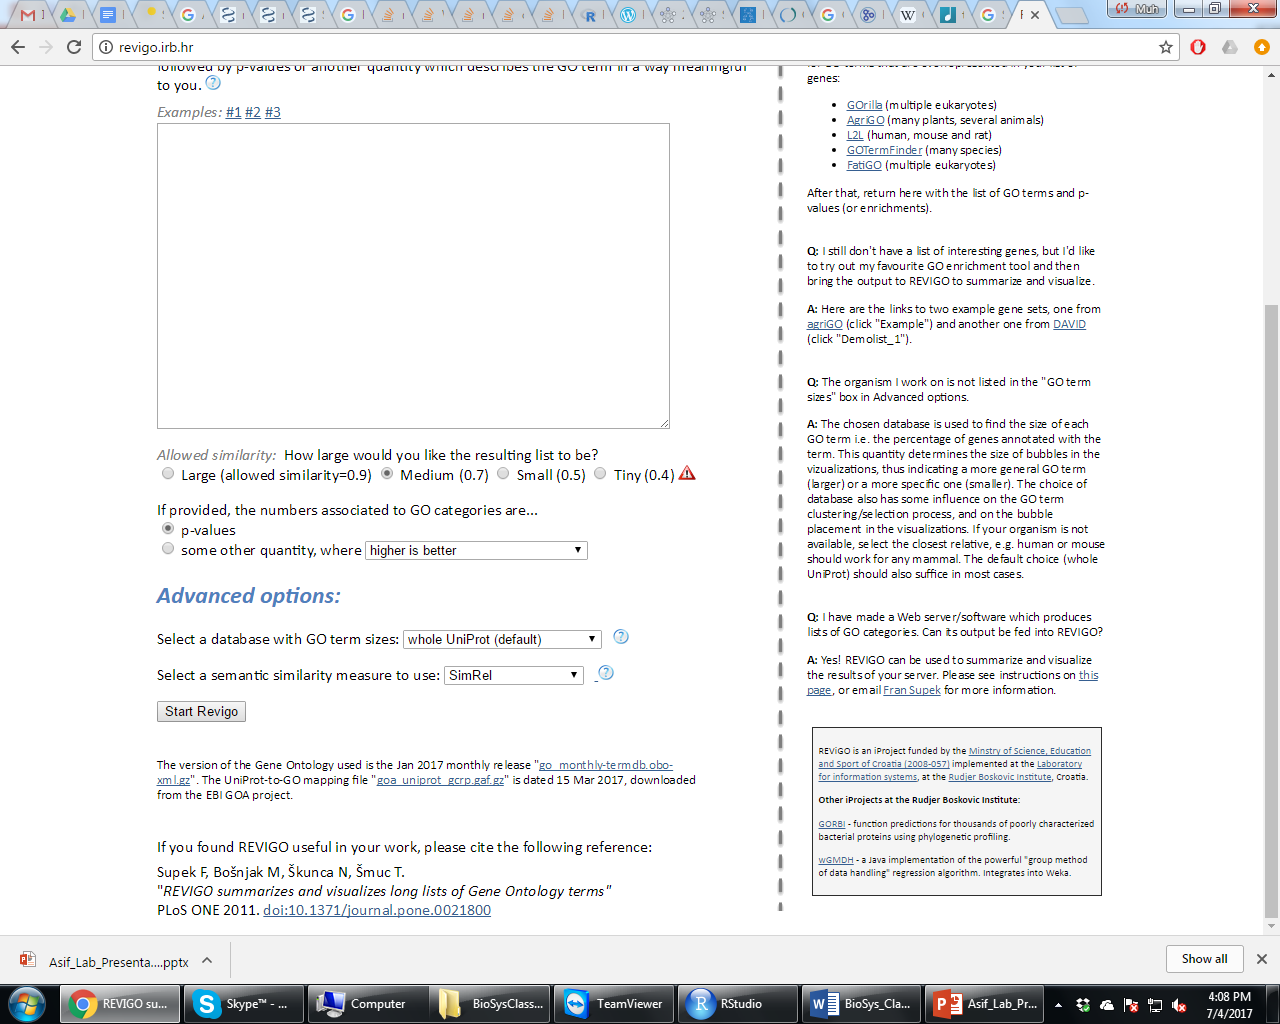 Muh
revigo.irb.hr
followed by p-values or another quantity which describes the GO term in a way meaningful
to you.
Examples: #1 #2 #3
Allowed similarity: How large would you like the resulting list to be?
Large (allowed similarity=0.9) Medium (0.7) Small (0.5) Tiny (0.4)
If provided, the numbers associated to GO categories are...
p-values
some other quantity, where higher is better
Advanced options:
Select a database with GO term sizes: whole UniProt (default)
Select a semantic similarity measure to use: SimRel
Start Revigo
The version of the Gene Ontology used is the Jan 2017 monthly release "go_monthly-termdb.obo-
xml.gz". The UniProt-to-GO mapping file "goa_uniprot_gcrp.gaf.gz" is dated 15 Mar 2017, downloaded
from the EBI GOA project.
If you found REVIGO useful in your work, please cite the following reference:
Supek F, Bošnjak M, Škunca N, Šmuc T.
"REVIGO summarizes and visualizes long lists of Gene Ontology terms"
PLoS ONE 2011. doi:10.1371/journal.pone.0021800
genes:
GOrilla (multiple eukaryotes)
AgriGO (many plants, several animals)
L2L (human, mouse and rat)
GOTermFinder (many species)
FatiGO (multiple eukaryotes)
After that, return here with the list of GO terms and p-
values (or enrichments).
Q: I still don't have a list of interesting genes, but I'd like
to try out my favourite GO enrichment tool and then
bring the output to REVIGO to summarize and visualize.
A: Here are the links to two example gene sets, one from
agriGO (click "Example") and another one from DAVID
(click "Demolist_1").
Q: The organism I work on is not listed in the "GO term
sizes" box in Advanced options.
A: The chosen database is used to find the size of each
GO term i.e. the percentage of genes annotated with the
term. This quantity determines the size of bubbles in the
vizualizations, thus indicating a more general GO term
(larger) or a more specific one (smaller). The choice of
database also has some influence on the GO term
clustering/selection process, and on the bubble
placement in the visualizations. If your organism is not
available, select the closest relative, e.g. human or mouse
should work for any mammal. The default choice (whole
UniProt) should also suffice in most cases.
Q: I have made a Web server/software which produces
lists of GO categories. Can its output be fed into REVIGO?
A: Yes! REVIGO can be used to summarize and visualize
the results of your server. Please see instructions on this
page, or email Fran Supek for more information.
REViGO is an iProject funded by the Minstry of Science, Education
and Sport of Croatia (2008-057) implemented at the Laboratory
for information systems, at the Rudjer Boskovic Institute, Croatia.
Other iProjects at the Rudjer Boskovic Institute:
GORBI - function predictions for thousands of poorly characterized
bacterial proteins using phylogenetic profiling.
wGMDH - a Java implementation of the powerful "group method
of data handling" regression algorithm. Integrates into Weka.
Asif_Lab_Presenta....pptx
Show all
REVIGO su... Skype™ - ... Computer BioSysClass... TeamViewer RStudio BioSys_Cla... Asif_Lab_Pr...
4:08 PM
7/4/2017